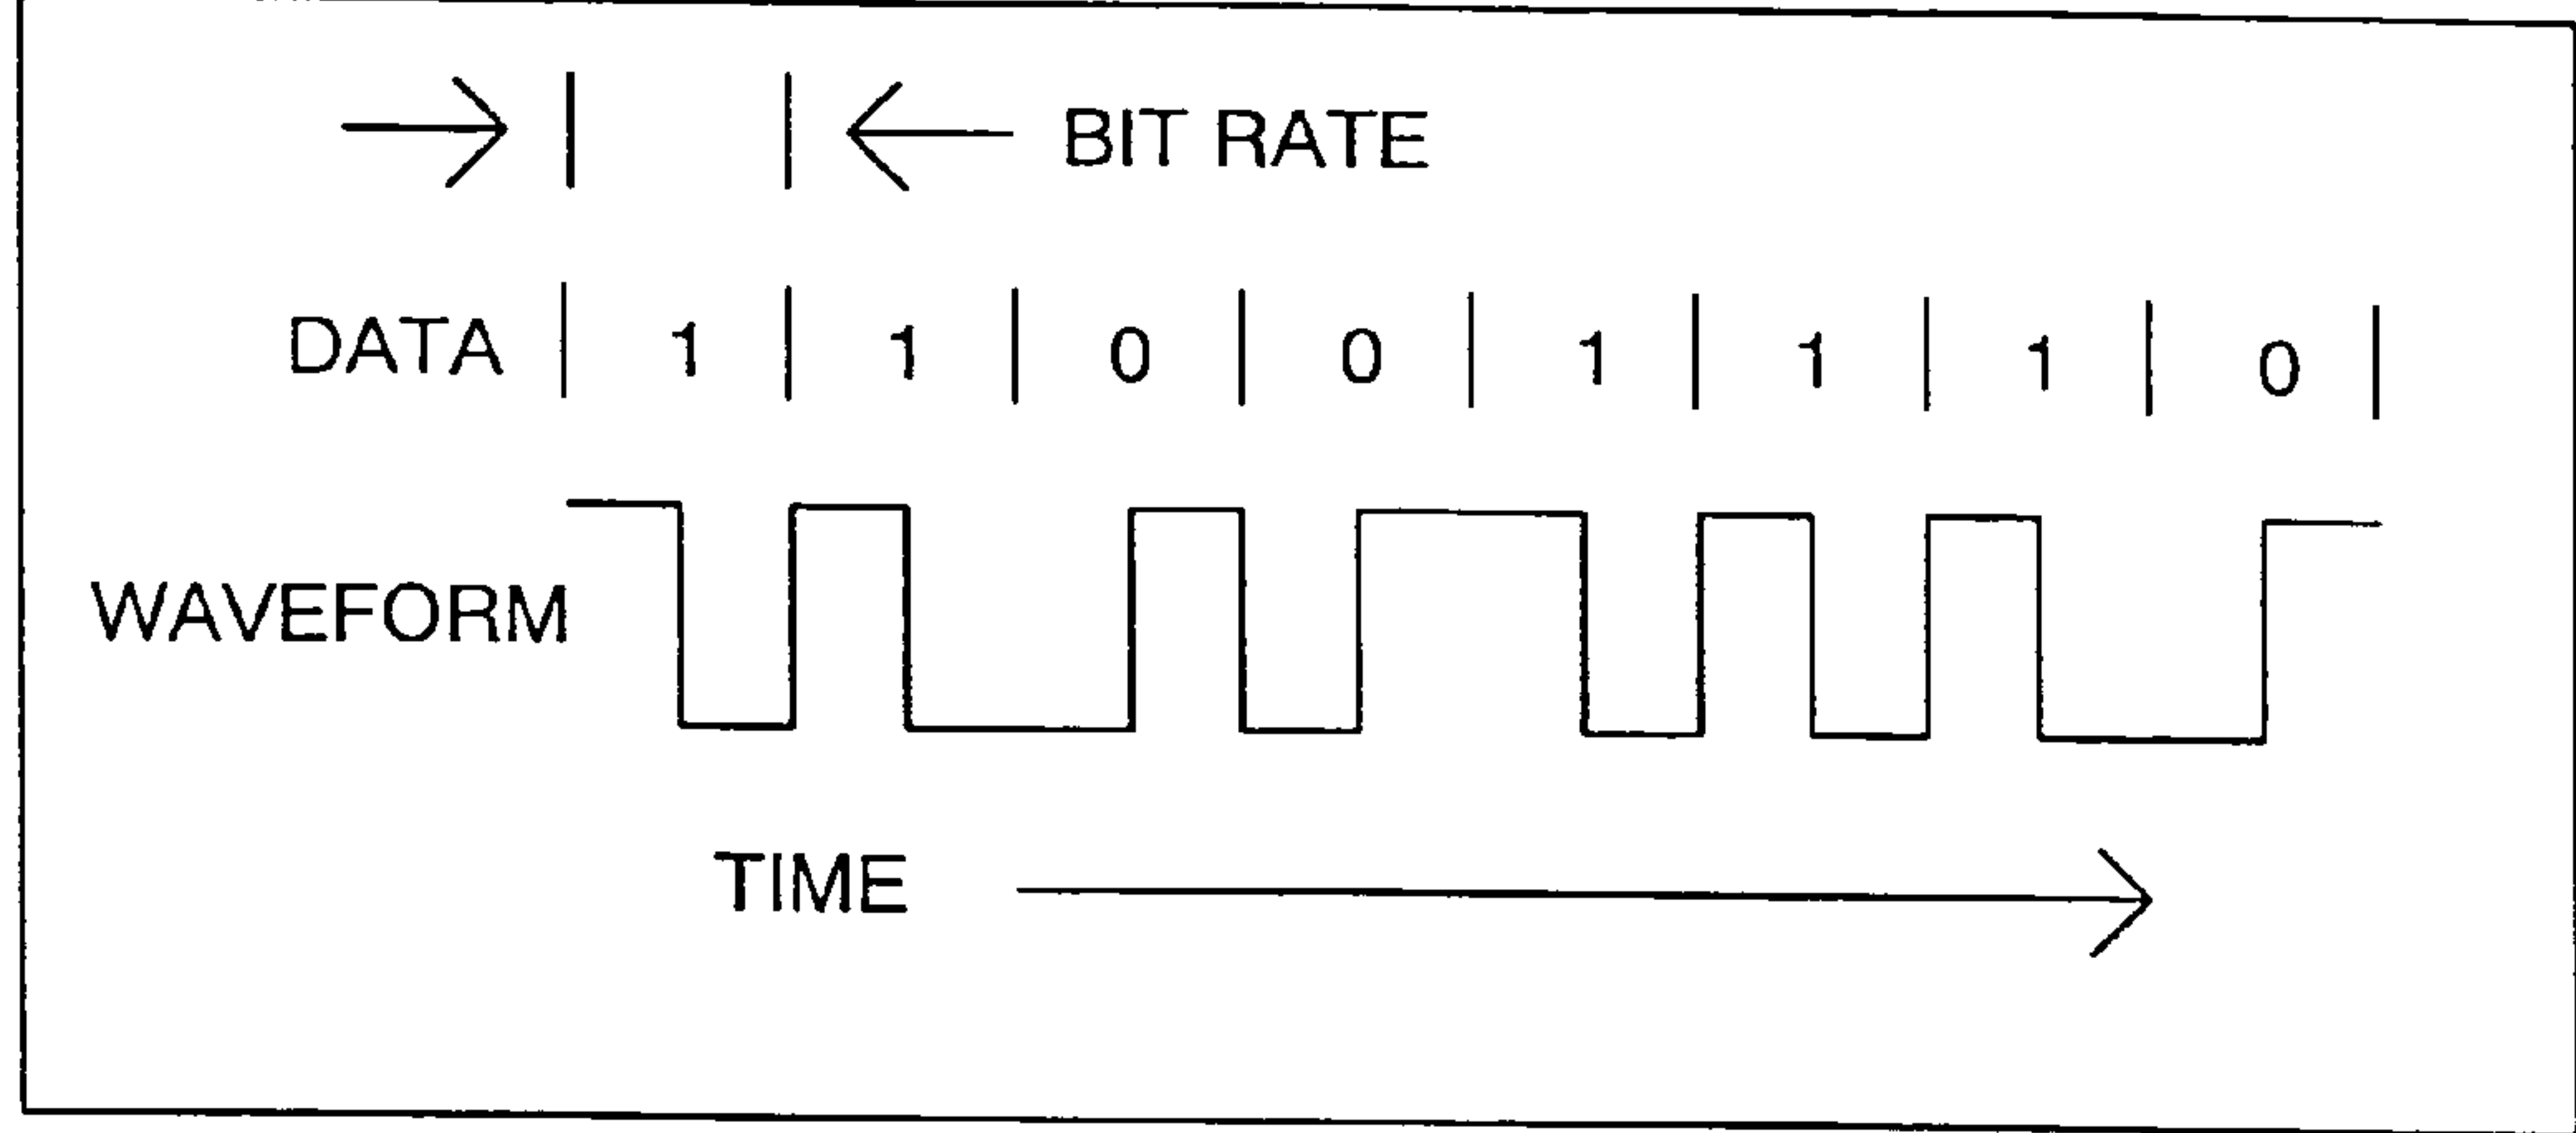 BIT RATE
DATA | 1 | 1 | 0 | 0 | 1 | 1 | 1 | 0 |
WAVEFORM
TIME